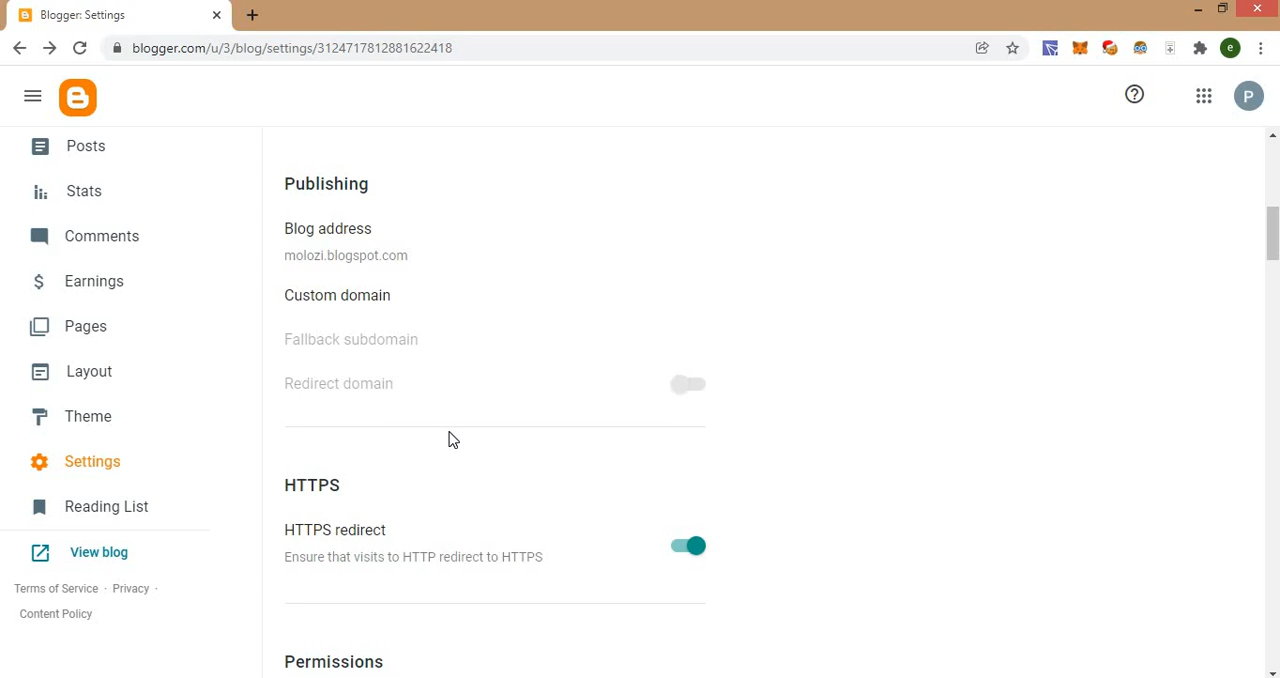 Blogger: Settings
blogger.com/u/3/blog/settings/3124717812881622418
e
P
Posts
Stats
Comments
Earnings
Pages
Layout
Theme
Settings
Reading List
View blog
Terms of Service · Privacy ·
Content Policy
Publishing
Blog address
molozi.blogspot.com
Custom domain
Fallback subdomain
Redirect domain
HTTPS
HTTPS redirect
Ensure that visits to HTTP redirect to HTTPS
Permissions